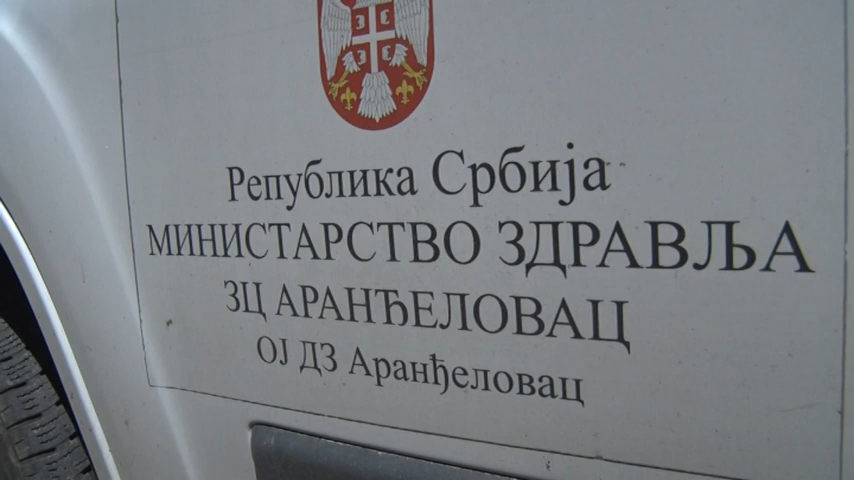 Република Србија
МИНИСТАРСТВО ЗДРАВЉА
ЗЦ АРАНЂЕЛОВАЦ
ОЈ ДЗ Аранђеловац